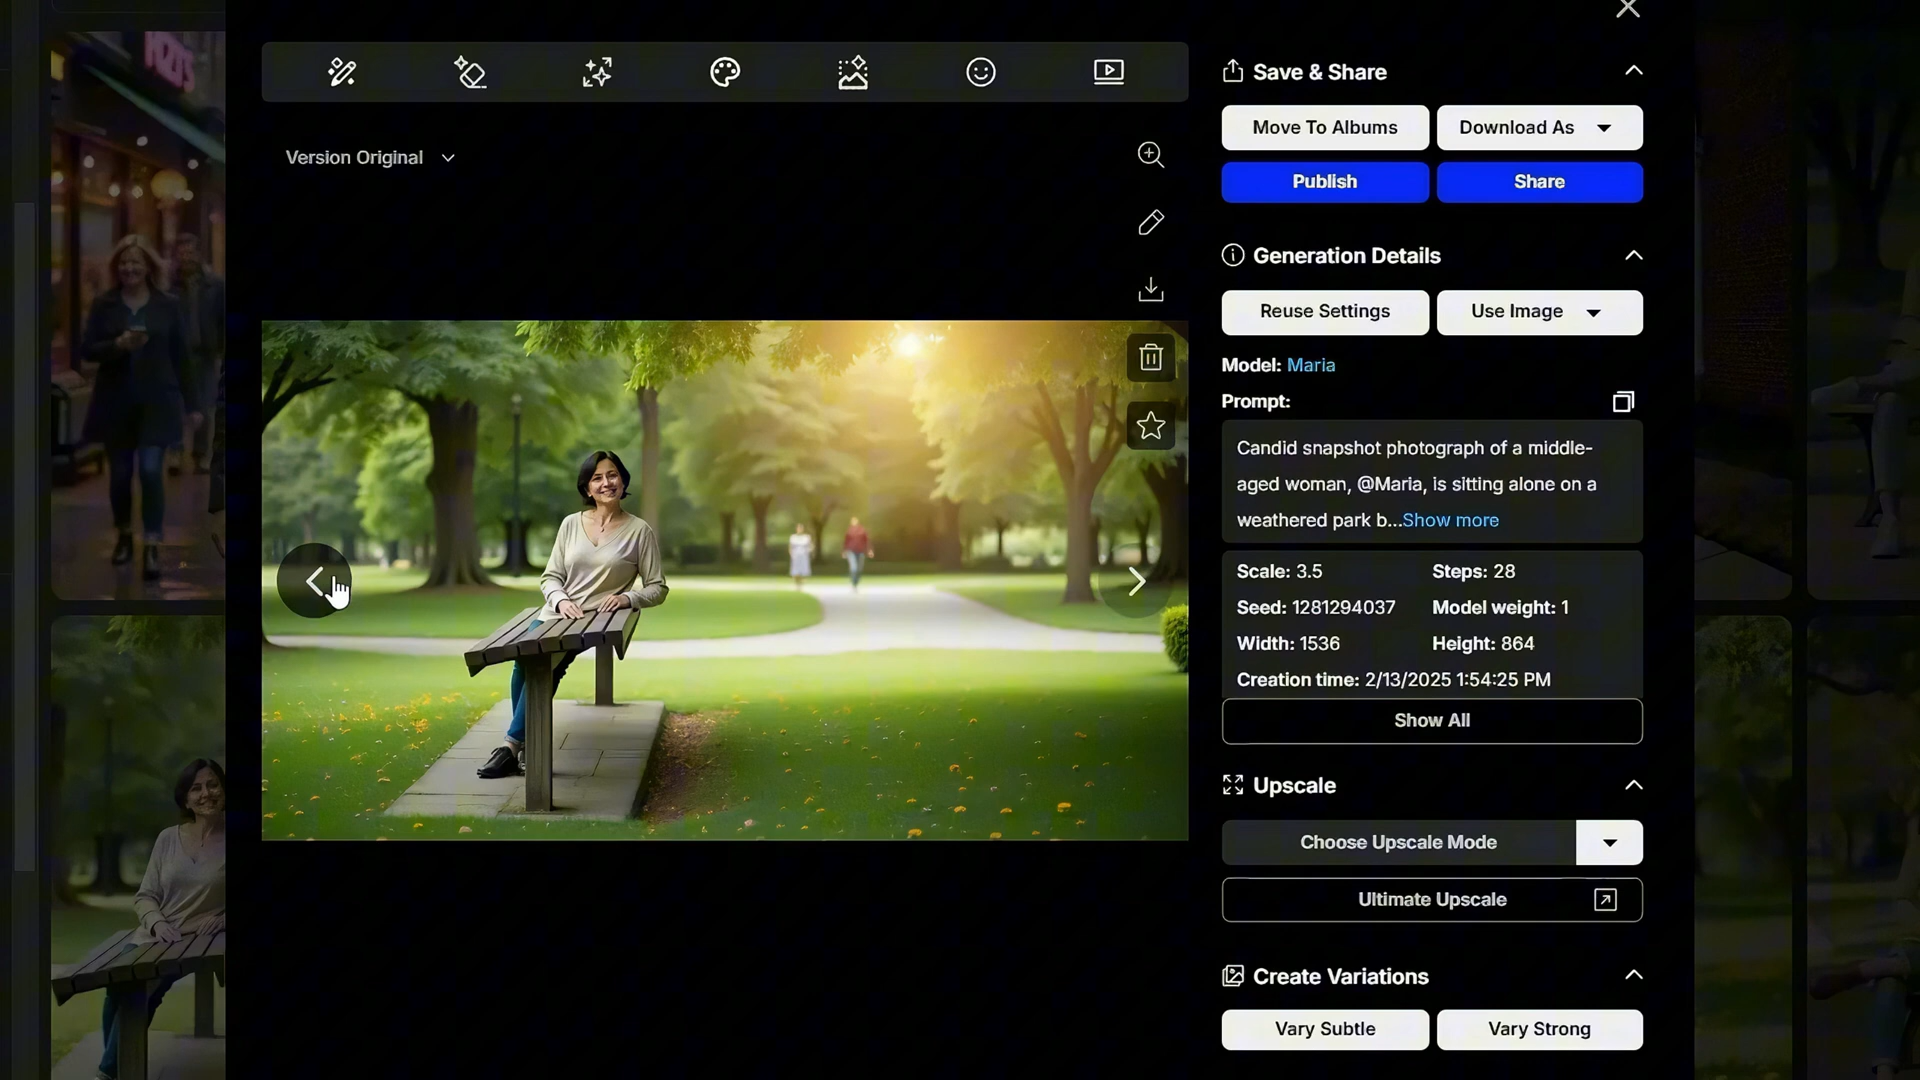 Save & Share
Move To Albums
Download As
Version Original
Publish
Share
Generation Details
Reuse Settings
Use Image
Model: Maria
Prompt:
Candid snapshot photograph of a middle-
aged woman, @Maria, is sitting alone on a
weathered park b...Show more
Scale: 3.5 Steps: 28
Seed: 1281294037 Model weight: 1
Width: 1536 Height: 864
Creation time: 2/13/2025 1:54:25 PM
Show All
Upscale
Choose Upscale Mode
Ultimate Upscale
Create Variations
Vary Subtle
Vary Strong